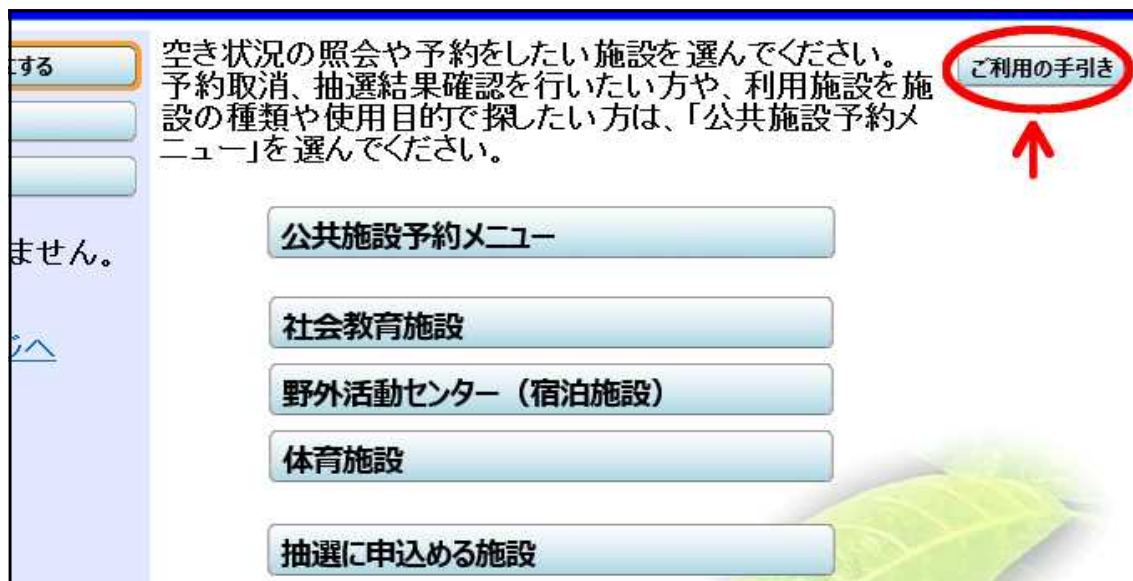 する
空き状況の照会や予約をしたい施設を選んでください。
予約取消、抽選結果確認を行いたい方や、利用施設を施
設の種類や使用目的で探したい方は、「公共施設予約メ
ニュー」を選んでください。
ご利用の手引き
公共施設予約メニュー
ません。
社会教育施設
へ
野外活動センター（宿泊施設）
体育施設
抽選に申込める施設